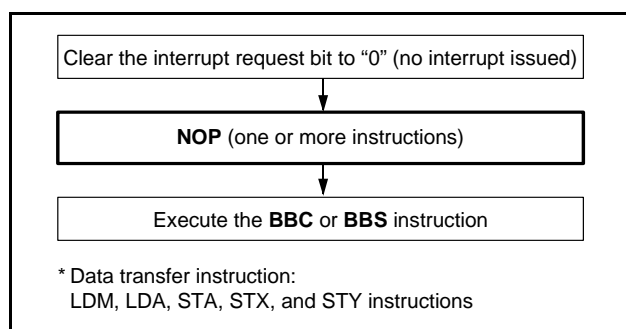 Clear the interrupt request bit to “0” (no interrupt issued)
NOP (one or more instructions)
Execute the BBC or BBS instruction
* Data transfer instruction:
LDM, LDA, STA, STX, and STY instructions